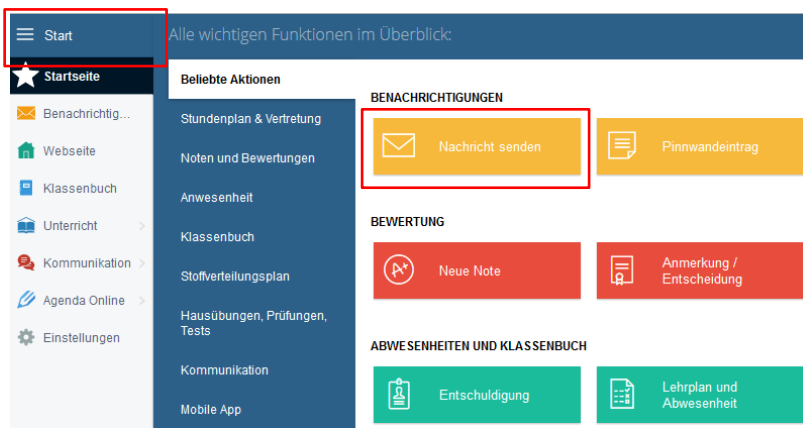 Start
Alle wichtigen Funktionen im Überblick:
Startseite
Benachrichtig...
Webseite
Klassenbuch
Unterricht
Kommunikation
Agenda Online
Einstellungen
Beliebte Aktionen
Stundenplan & Vertretung
Noten und Bewertungen
Anwesenheit
Klassenbuch
Stoffverteilungsplan
Hausübungen, Prüfungen,
Tests
Kommunikation
Mobile App
BENACHRICHTIGUNGEN
Nachricht senden
Pinnwandeintrag
BEWERTUNG
A+
Neue Note
Anmerkung /
Entscheidung
ABWESENHEITEN UND KLASSENBUCH
Entschuldigung
Lehrplan und
Abwesenheit